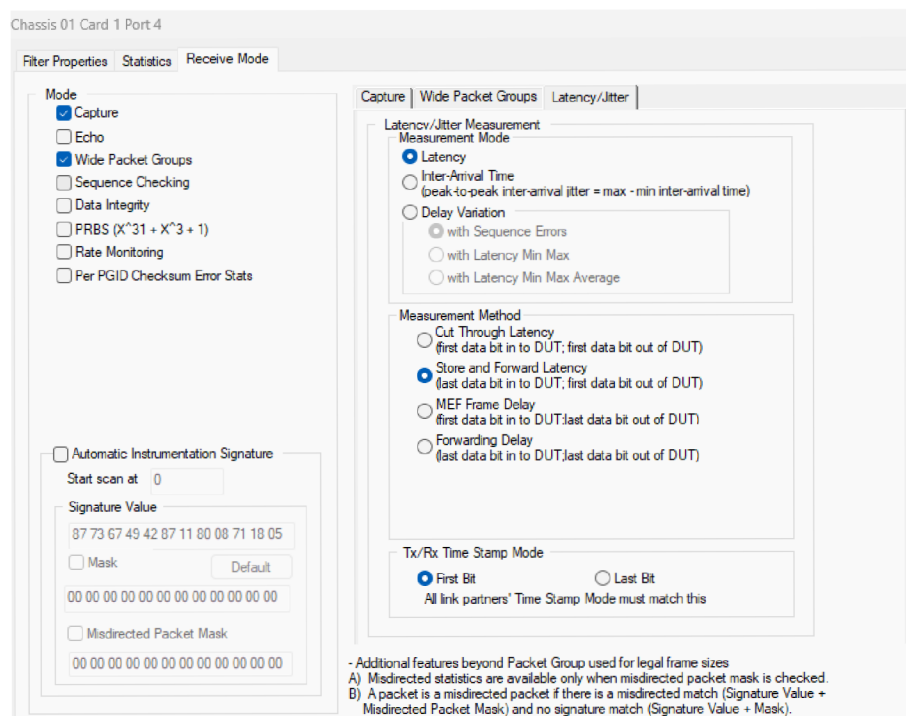 Chassis 01 Card 1 Port 4
Filter Properties Statistics Receive Mode
Mode
Capture
Echo
Wide Packet Groups
Sequence Checking
Data Integrity
PRBS (X^31 + X^3 + 1)
Rate Monitoring
Per PGID Checksum Error Stats
Automatic Instrumentation Signature
Start scan at 0
Signature Value
87 73 67 49 42 87 11 80 08 71 18 05
Mask Default
00 00 00 00 00 00 00 00 00 00 00 00
Misdirected Packet Mask
00 00 00 00 00 00 00 00 00 00 00 00
Capture Wide Packet Groups Latency/Jitter
Latency/Jitter Measurement
Measurement Mode
Latency
Inter-Arrival Time
(peak-to-peak inter-arrival jitter = max - min inter-arrival time)
Delay Variation
with Sequence Errors
with Latency Min Max
with Latency Min Max Average
Measurement Method
Cut Through Latency
(first data bit in to DUT; first data bit out of DUT)
Store and Forward Latency
(last data bit in to DUT; first data bit out of DUT)
MEF Frame Delay
(first data bit in to DUT;last data bit out of DUT)
Forwarding Delay
(last data bit in to DUT;last data bit out of DUT)
Tx/Rx Time Stamp Mode
First Bit Last Bit
All link partners' Time Stamp Mode must match this
- Additional features beyond Packet Group used for legal frame sizes
A) Misdirected statistics are available only when misdirected packet mask is checked.
B) A packet is a misdirected packet if there is a misdirected match (Signature Value +
Misdirected Packet Mask) and no signature match (Signature Value + Mask).